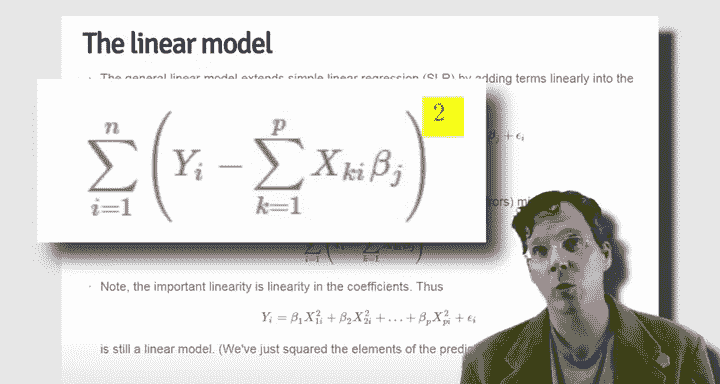 The linear model
· The general linear model extends simple linear regression (SLR) by adding terms linearly into the
∑_{i=1}^{n} ( Y_i − ∑_{k=1}^{p} X_{ki} β_j )^2
+ ϵ_i
· Note, the important linearity is linearity in the coefficients. Thus
Y_i = β_1 X_{1i}^2 + β_2 X_{2i}^2 + . . . + β_p X_{pi}^2 + ϵ_i
is still a linear model. (We've just squared the elements of the